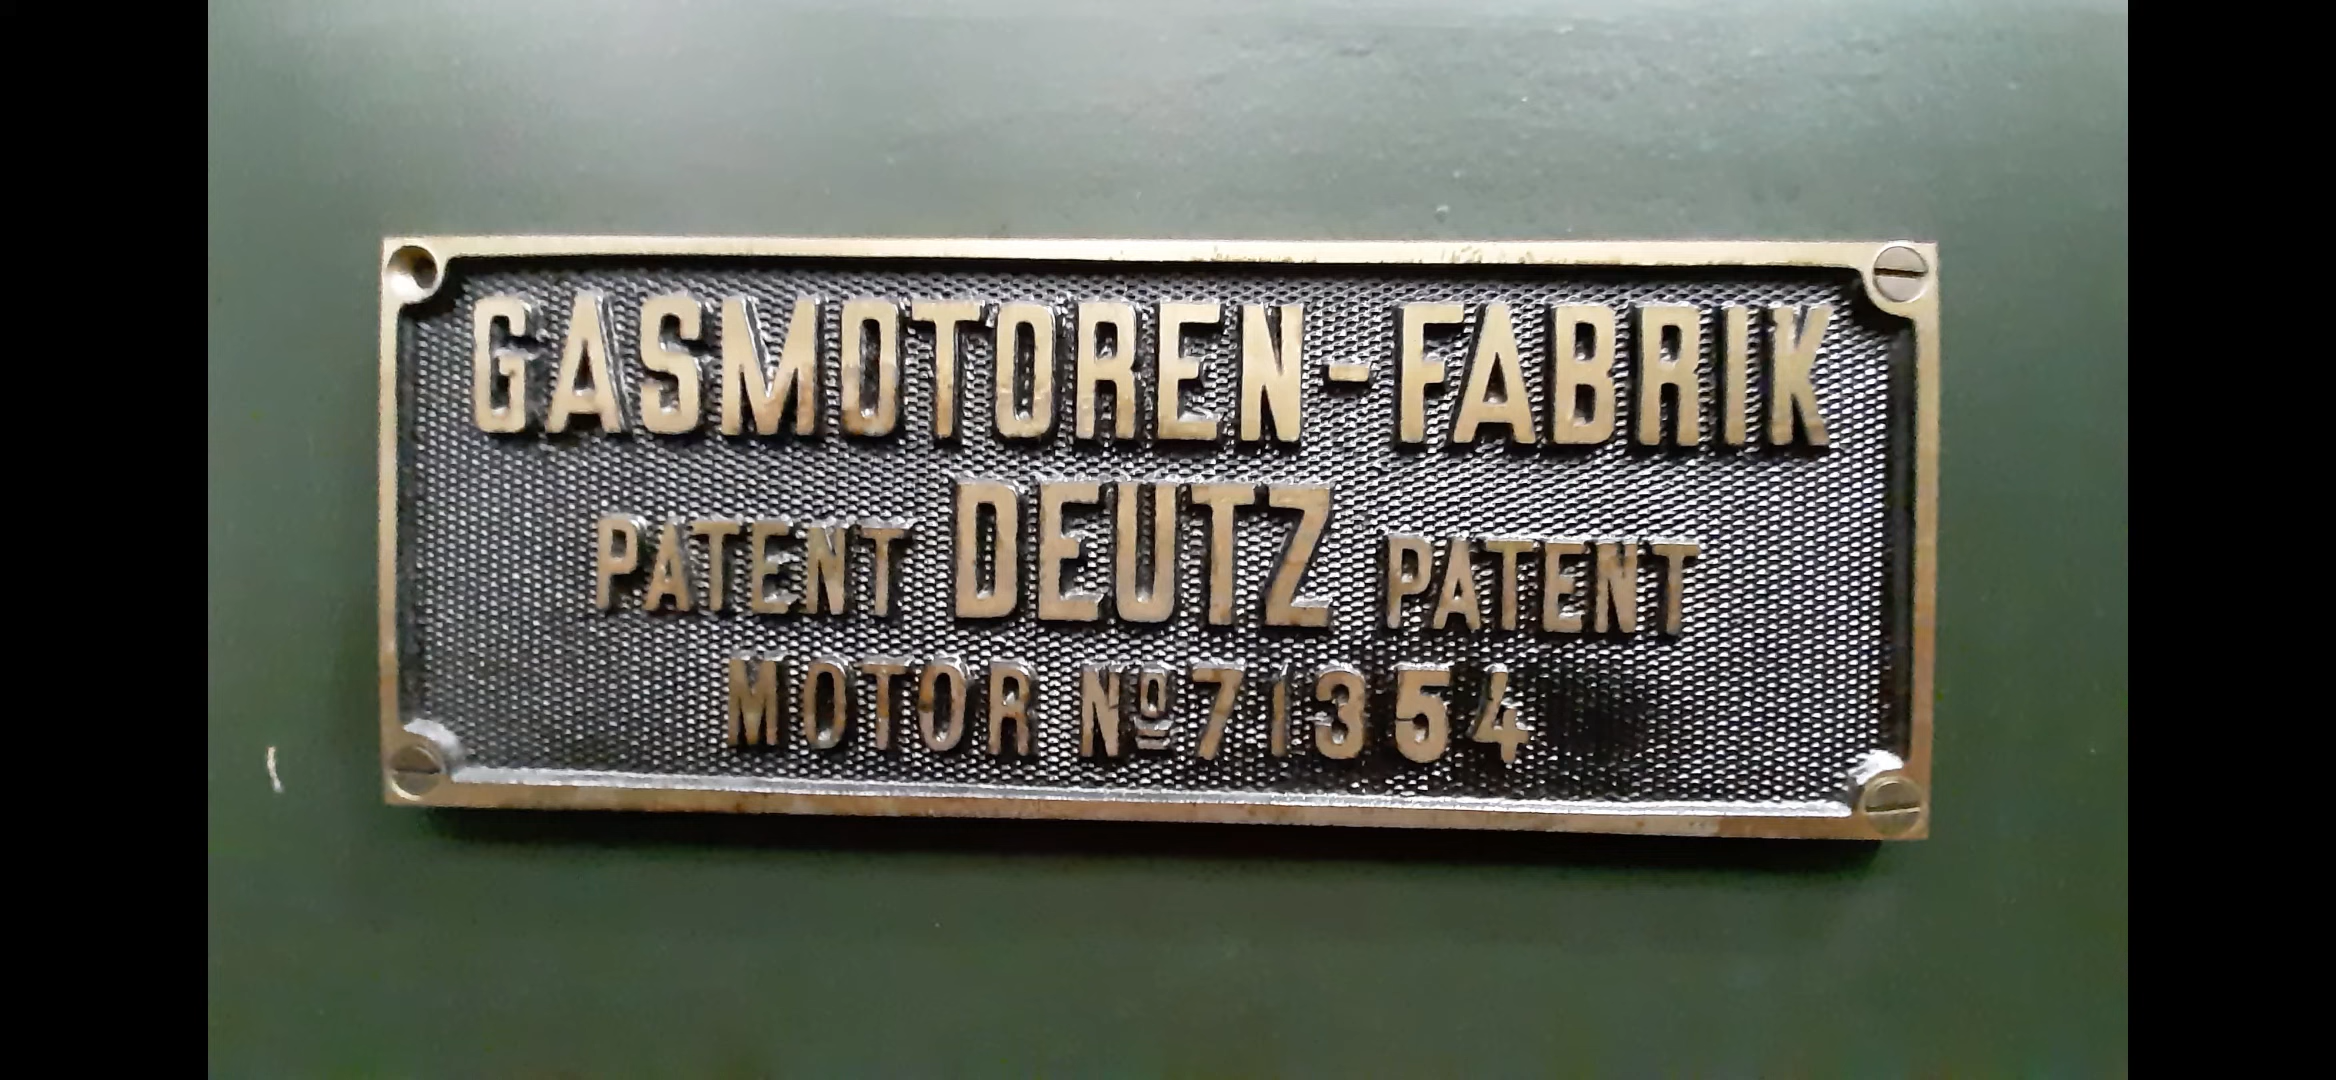 GASMOTOREN-FABRIK
PATENT DEUTZ PATENT
MOTOR Nº 71354